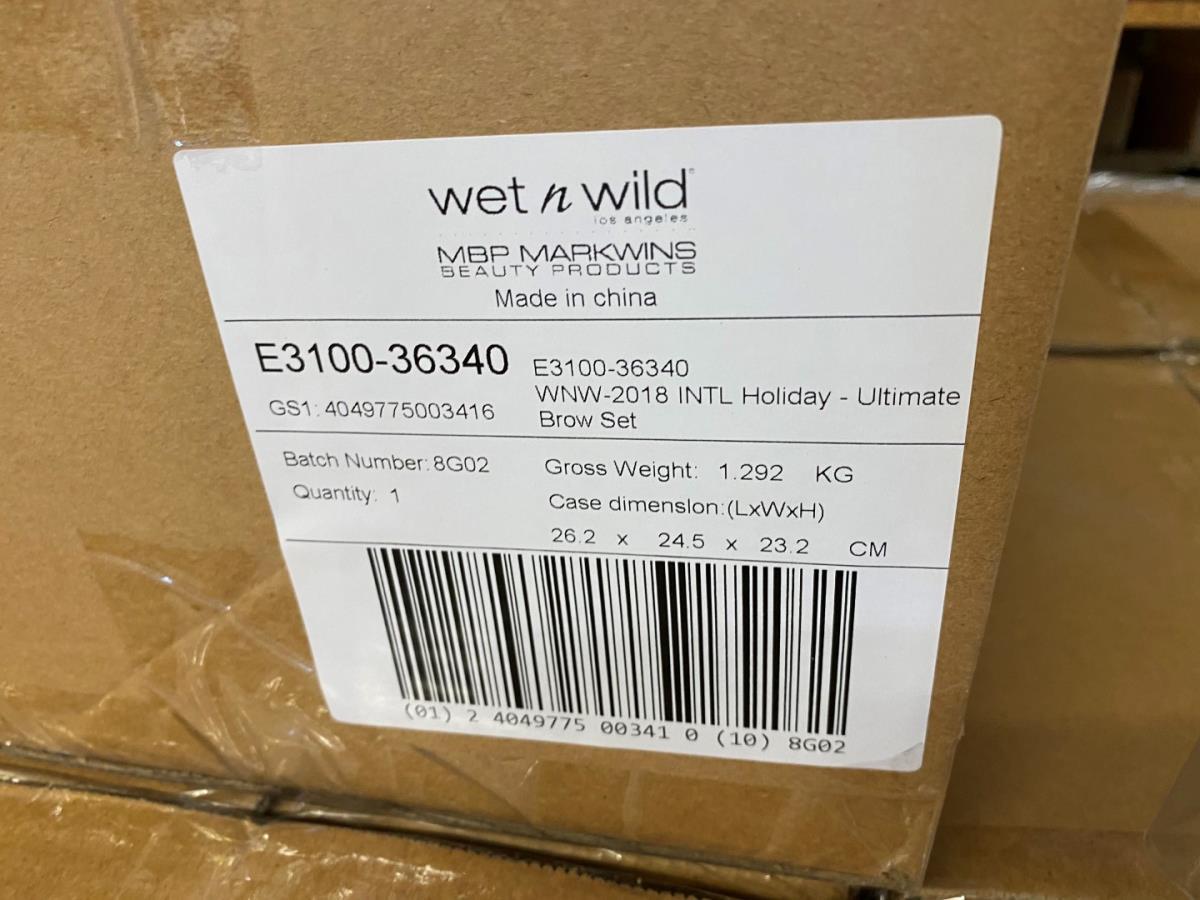 wet n wild
los angeles
MBP MARKWINS
BEAUTY PRODUCTS
Made in china
E3100-36340
GS1: 4049775003416
E3100-36340
WNW-2018 INTL Holiday - Ultimate
Brow Set
Batch Number: 8G02
Quantity: 1
Gross Weight: 1.292 KG
Case dimension:(LxWxH)
26.2 x 24.5 x 23.2 CM
(01) 2 4049775 00341 0 (10) 8G02